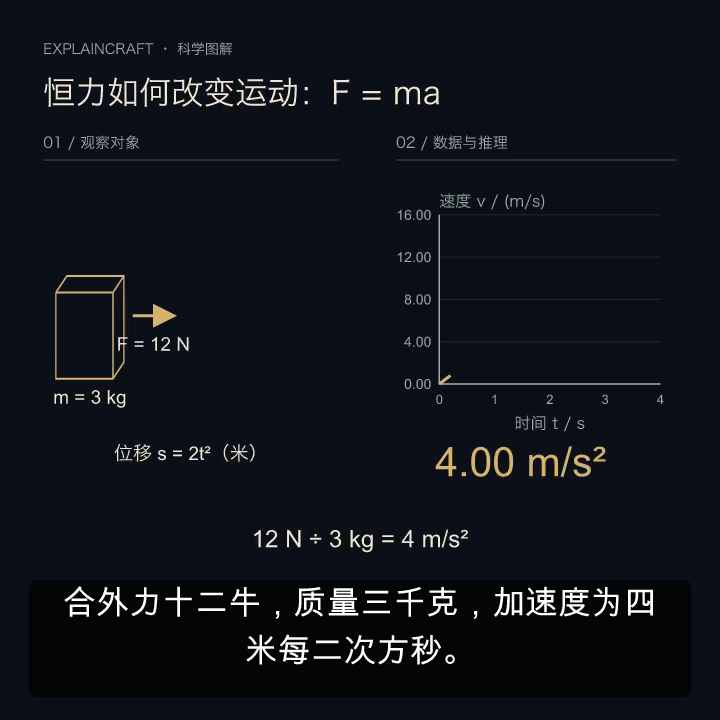 EXPLAINCRAFT · 科学图解
恒力如何改变运动：F = ma
01 / 观察对象
02 / 数据与推理
速度 v / (m/s)
16.00
12.00
8.00
4.00
0.00
0 1 2 3 4
时间 t / s
F = 12 N
m = 3 kg
位移 s = 2t²（米）
4.00 m/s²
12 N ÷ 3 kg = 4 m/s²
合外力十二牛，质量三千克，加速度为四
米每二次方秒。